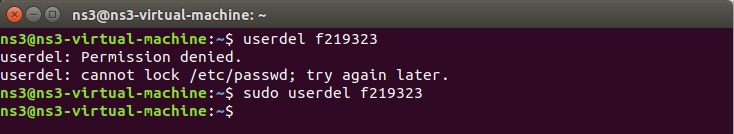 ns3@ns3-virtual-machine: ~
ns3@ns3-virtual-machine:~$ userdel f219323
userdel: Permission denied.
userdel: cannot lock /etc/passwd; try again later.
ns3@ns3-virtual-machine:~$ sudo userdel f219323
ns3@ns3-virtual-machine:~$